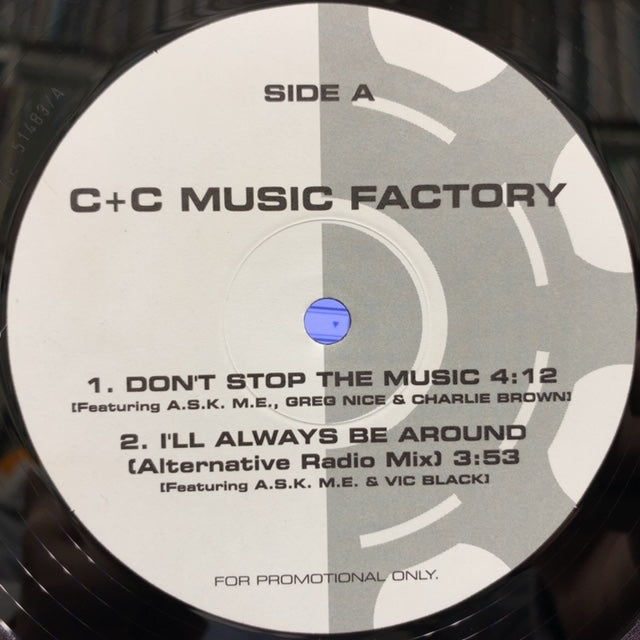 SIDE A
C+C MUSIC FACTORY
1. DON'T STOP THE MUSIC 4:12
[Featuring A.S.K. M.E., GREG NICE & CHARLIE BROWN]
2. I'LL ALWAYS BE AROUND
(Alternative Radio Mix) 3:53
[Featuring A.S.K. M.E. & VIC BLACK]
FOR PROMOTIONAL ONLY.